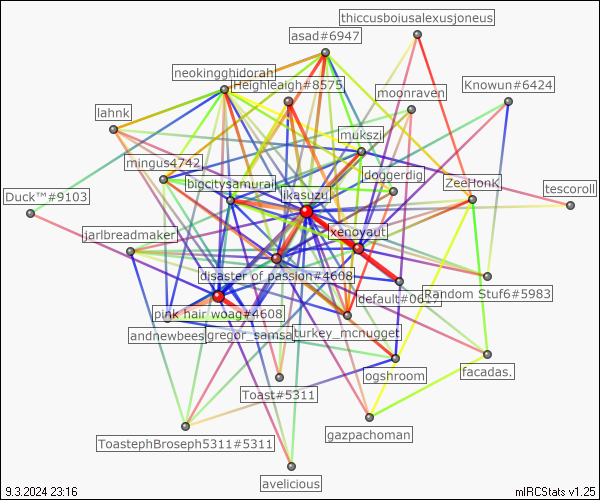 thiccusboiusalexusjoneus
asad#6947
neokingghidorah
Heighleaigh#8575
moonraven
Knowun#6424
lahnk
mukszi
mingus4742
doggerdig
bigcitysamurai
ZeeHonK
tescoroll
Duck™#9103
ikasuzu
jarlbreadmaker
xenoyaut
disaster of passion#4608
default#0
Random Stuf6#5983
pink hair woag#4608
andnewbees
gregor_samsa
turkey_mcnugget
ogshroom
facadas.
Toast#5311
gazpachoman
ToastephBroseph5311#5311
avelicious
9.3.2024 23:16
mIRCStats v1.25